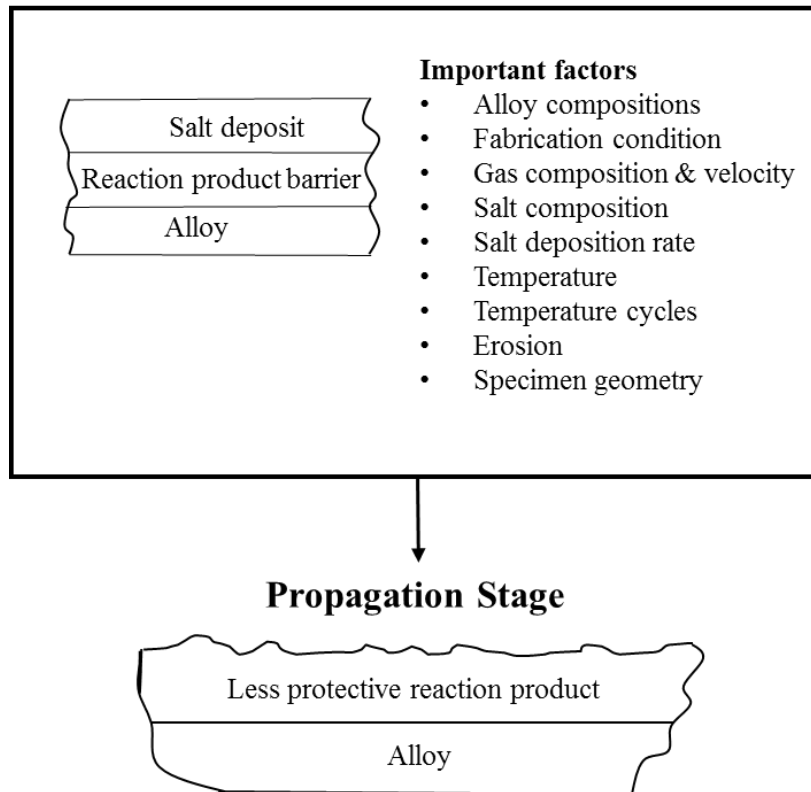 Salt deposit
Reaction product barrier
Alloy
Important factors
• Alloy compositions
• Fabrication condition
• Gas composition & velocity
• Salt composition
• Salt deposition rate
• Temperature
• Temperature cycles
• Erosion
• Specimen geometry
Propagation Stage
Less protective reaction product
Alloy